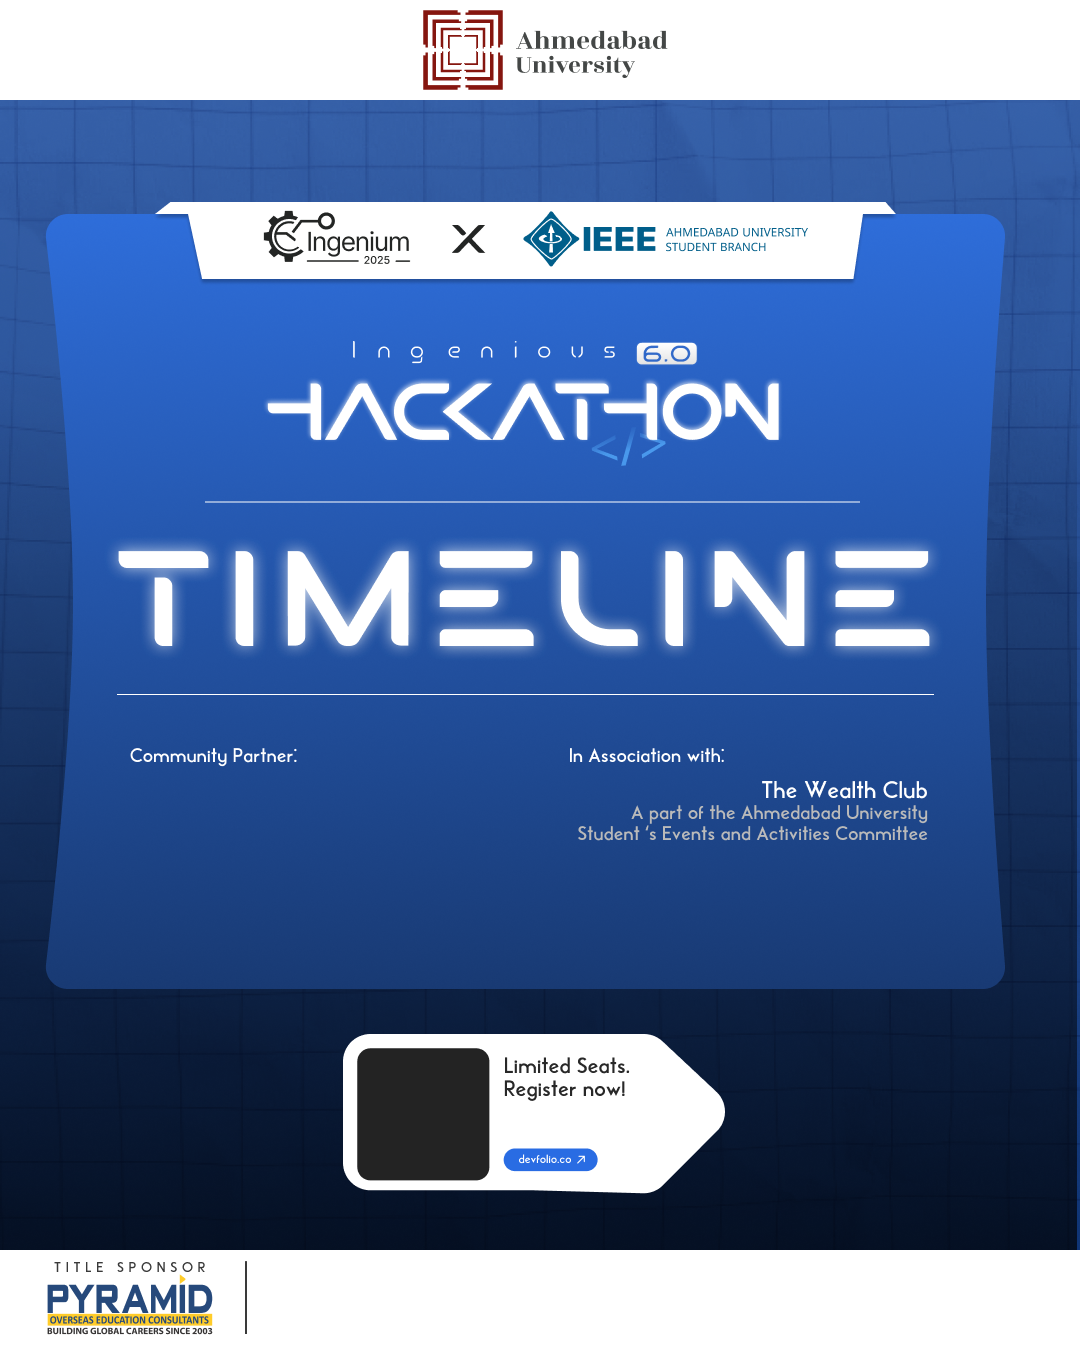 Ahmedabad
University
Ingenium
2025
X
IEEE
AHMEDABAD UNIVERSITY
STUDENT BRANCH
Ingenious 6.0
HACKATHON
</>
TIMELINE
Community Partner:
In Association with:
The Wealth Club
A part of the Ahmedabad University
Student 's Events and Activities Committee
Limited Seats.
Register now!
devfolio.co
TITLE SPONSOR
PYRAMID
OVERSEAS EDUCATION CONSULTANTS
BUILDING GLOBAL CAREERS SINCE 2003